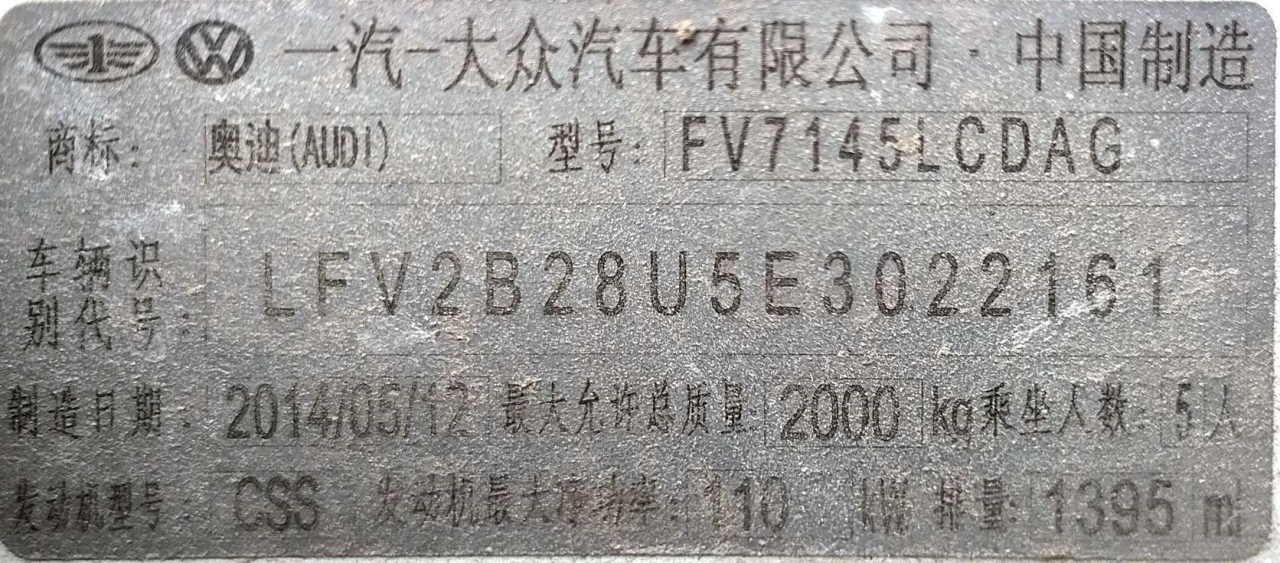 一汽-大众汽车有限公司·中国制造
商标: 奥迪(AUDI) 型号: FV7145LCDAG
车辆识别代号: LFV2B28U5E3022161
制造日期: 2014/05/12 最大允许总质量: 2000 kg 乘坐人数: 5人
发动机型号: CSS 发动机最大净功率: 110 kW 排量: 1395 ml